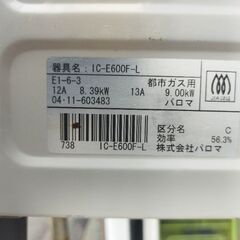 器具名: IC-E600F-L
E1-6-3 都市ガス用
12A 8.39kW 13A 9.00kW
04・11-603483 パロマ
区分名 C
効率 56.3%
738 IC-E600F-L 株式会社パロマ